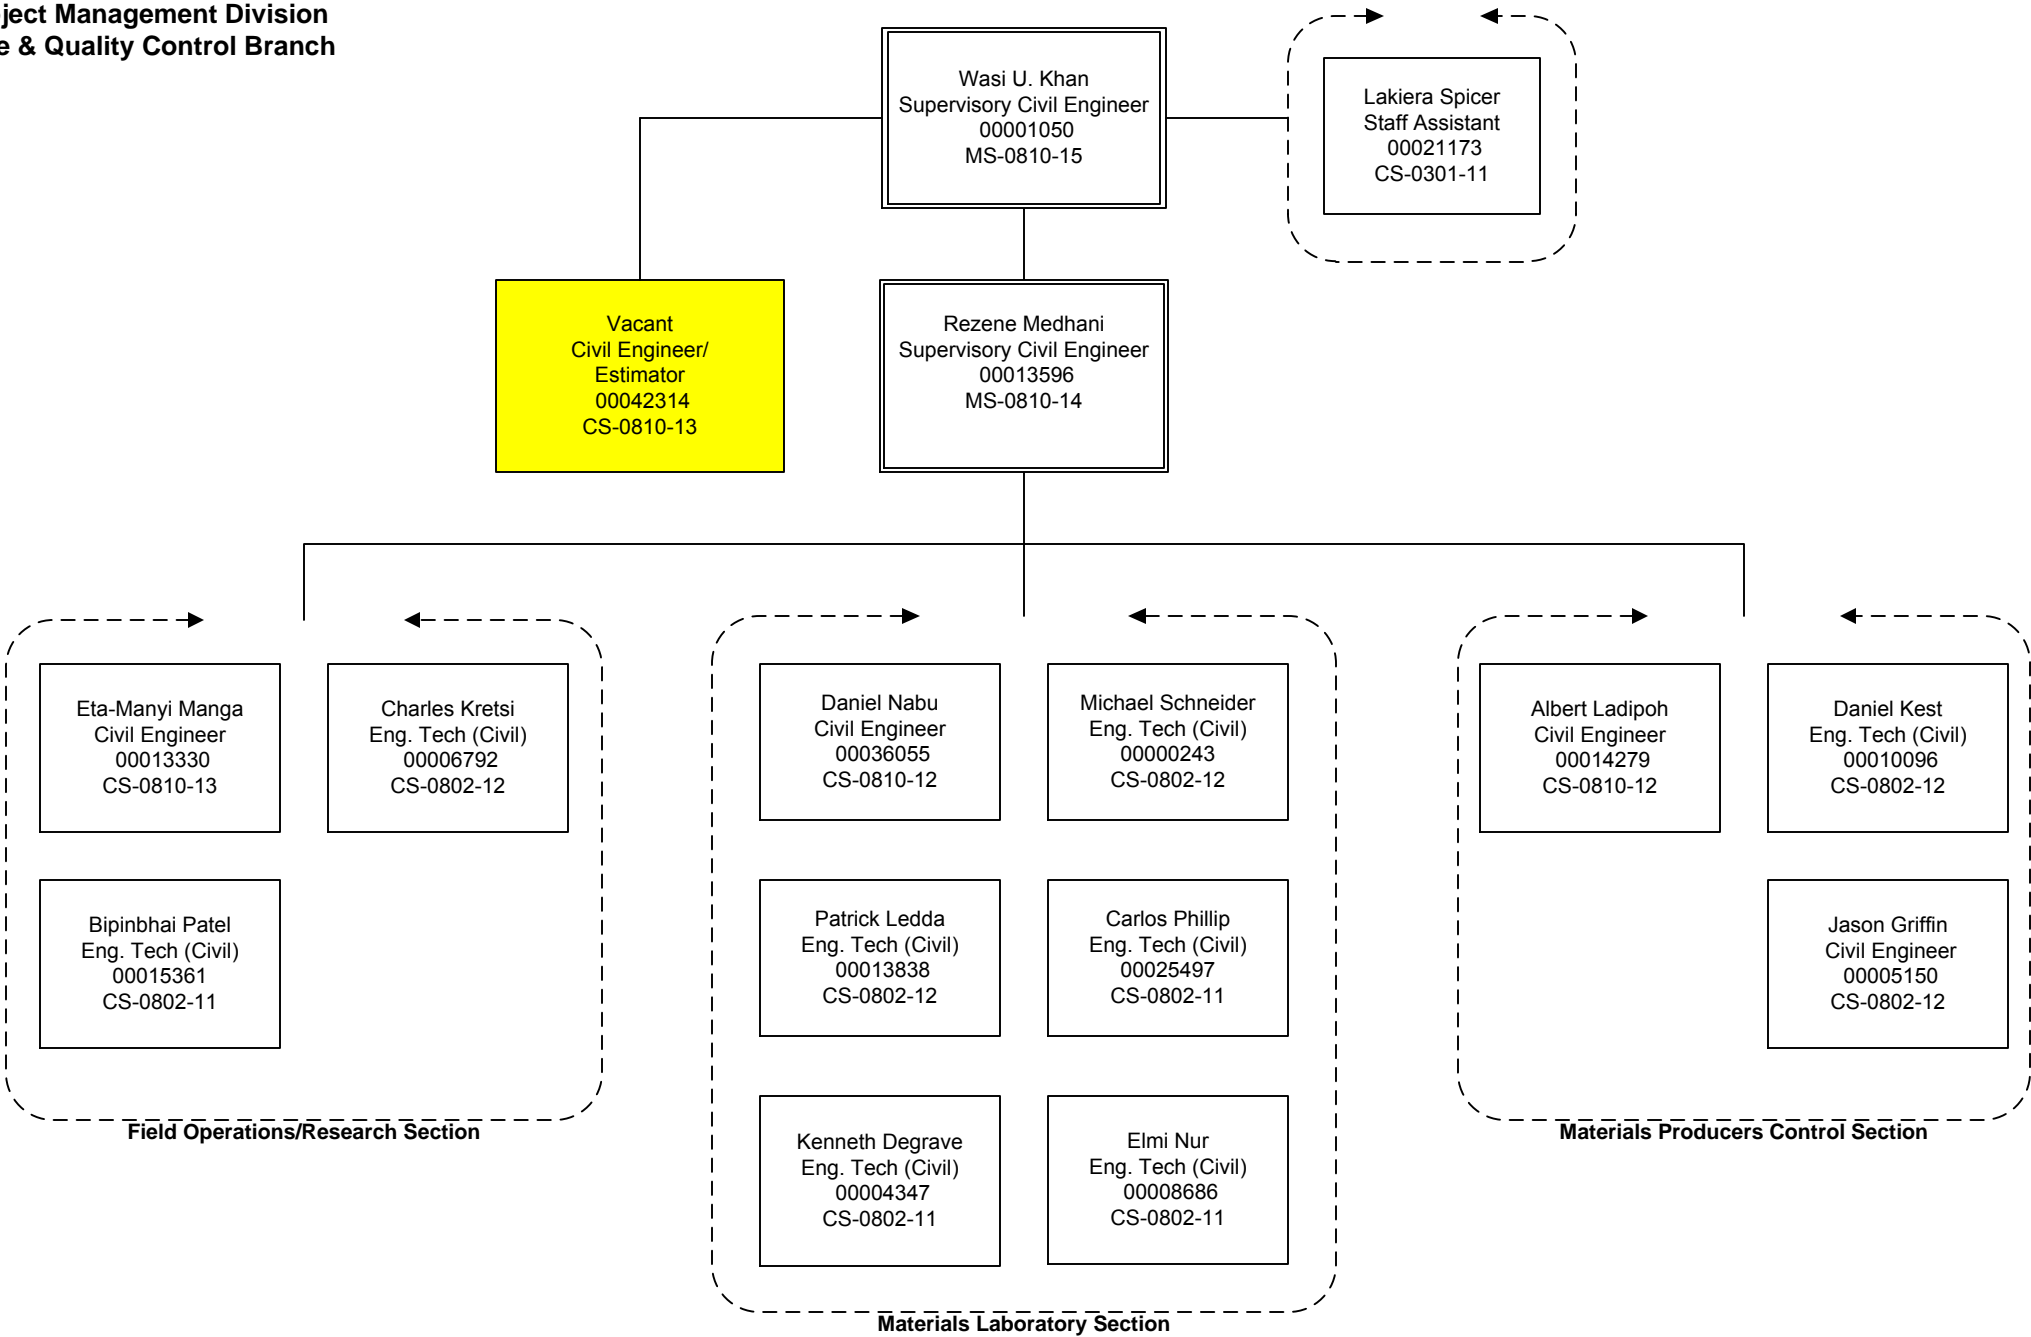 ject Management Division
e & Quality Control Branch
Wasi U. Khan
Supervisory Civil Engineer
00001050
MS-0810-15
Lakiera Spicer
Staff Assistant
00021173
CS-0301-11
Vacant
Civil Engineer/
Estimator
00042314
CS-0810-13
Rezene Medhani
Supervisory Civil Engineer
00013596
MS-0810-14
Eta-Manyi Manga
Civil Engineer
00013330
CS-0810-13
Charles Kretsi
Eng. Tech (Civil)
00006792
CS-0802-12
Bipinbhai Patel
Eng. Tech (Civil)
00015361
CS-0802-11
Field Operations/Research Section
Daniel Nabu
Civil Engineer
00036055
CS-0810-12
Michael Schneider
Eng. Tech (Civil)
00000243
CS-0802-12
Patrick Ledda
Eng. Tech (Civil)
00013838
CS-0802-12
Carlos Phillip
Eng. Tech (Civil)
00025497
CS-0802-11
Kenneth Degrave
Eng. Tech (Civil)
00004347
CS-0802-11
Elmi Nur
Eng. Tech (Civil)
00008686
CS-0802-11
Materials Laboratory Section
Albert Ladipoh
Civil Engineer
00014279
CS-0810-12
Daniel Kest
Eng. Tech (Civil)
00010096
CS-0802-12
Jason Griffin
Civil Engineer
00005150
CS-0802-12
Materials Producers Control Section